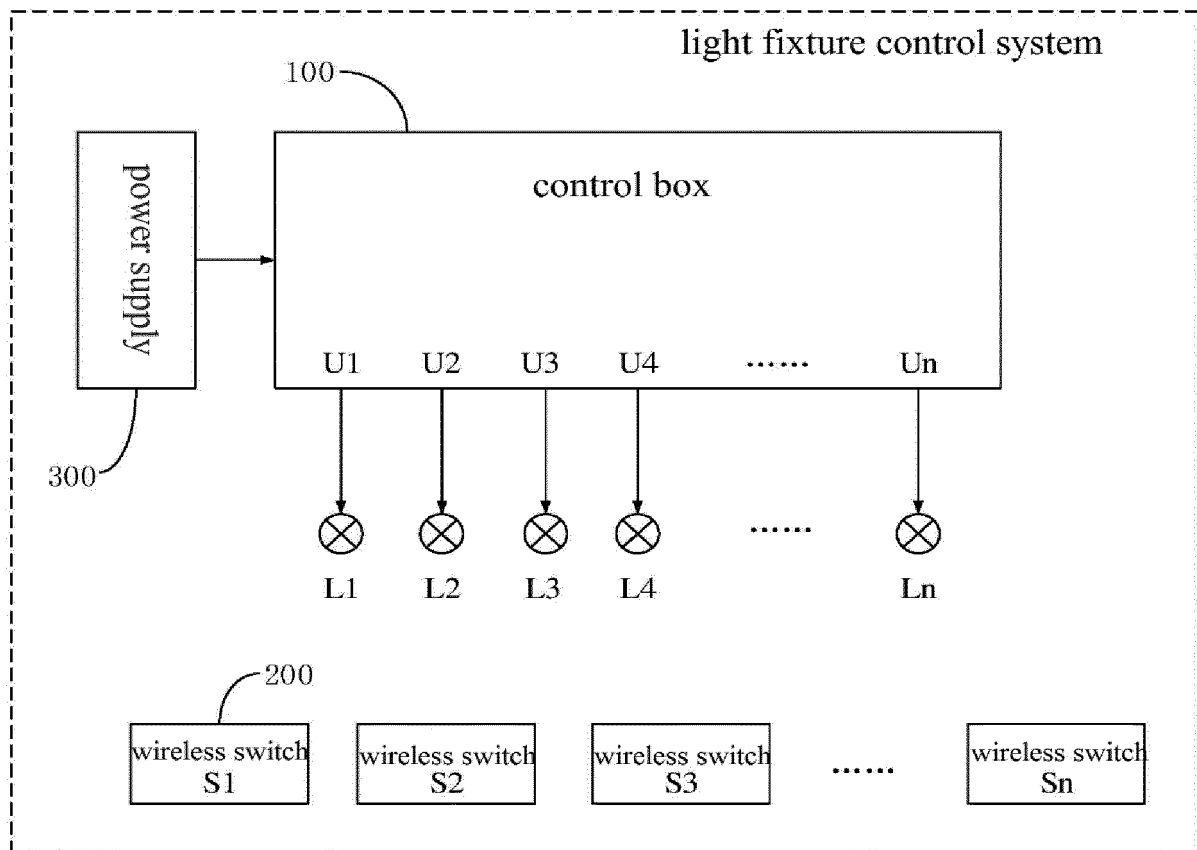 light fixture control system
100
control box
power supply
U1 U2 U3 U4 ...... Un
300
......
L1 L2 L3 L4 Ln
200
wireless switch S1
wireless switch S2
wireless switch S3
......
wireless switch Sn